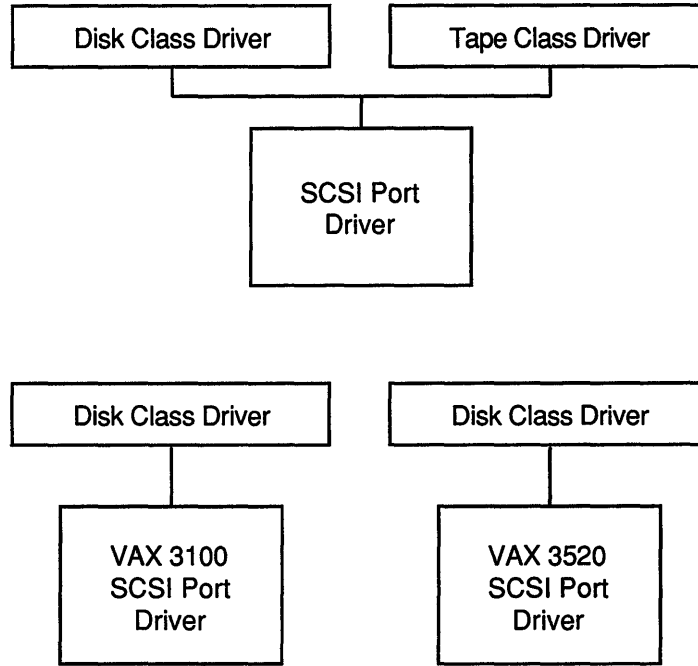 Disk Class Driver
Tape Class Driver
SCSI Port
Driver
Disk Class Driver
Disk Class Driver
VAX 3100
SCSI Port
Driver
VAX 3520
SCSI Port
Driver